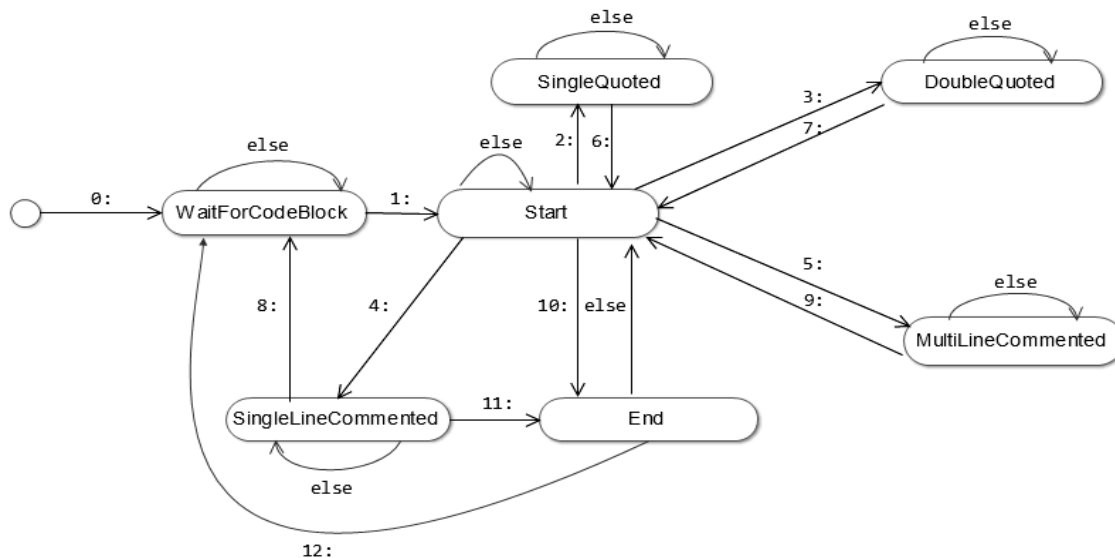 else
else
SingleQuoted
DoubleQuoted
3:
else
2:
6:
7:
else
0:
WaitForCodeBlock
1:
Start
5:
8:
4:
10:
else
9:
else
MultiLineCommented
SingleLineCommented
11:
End
else
12: